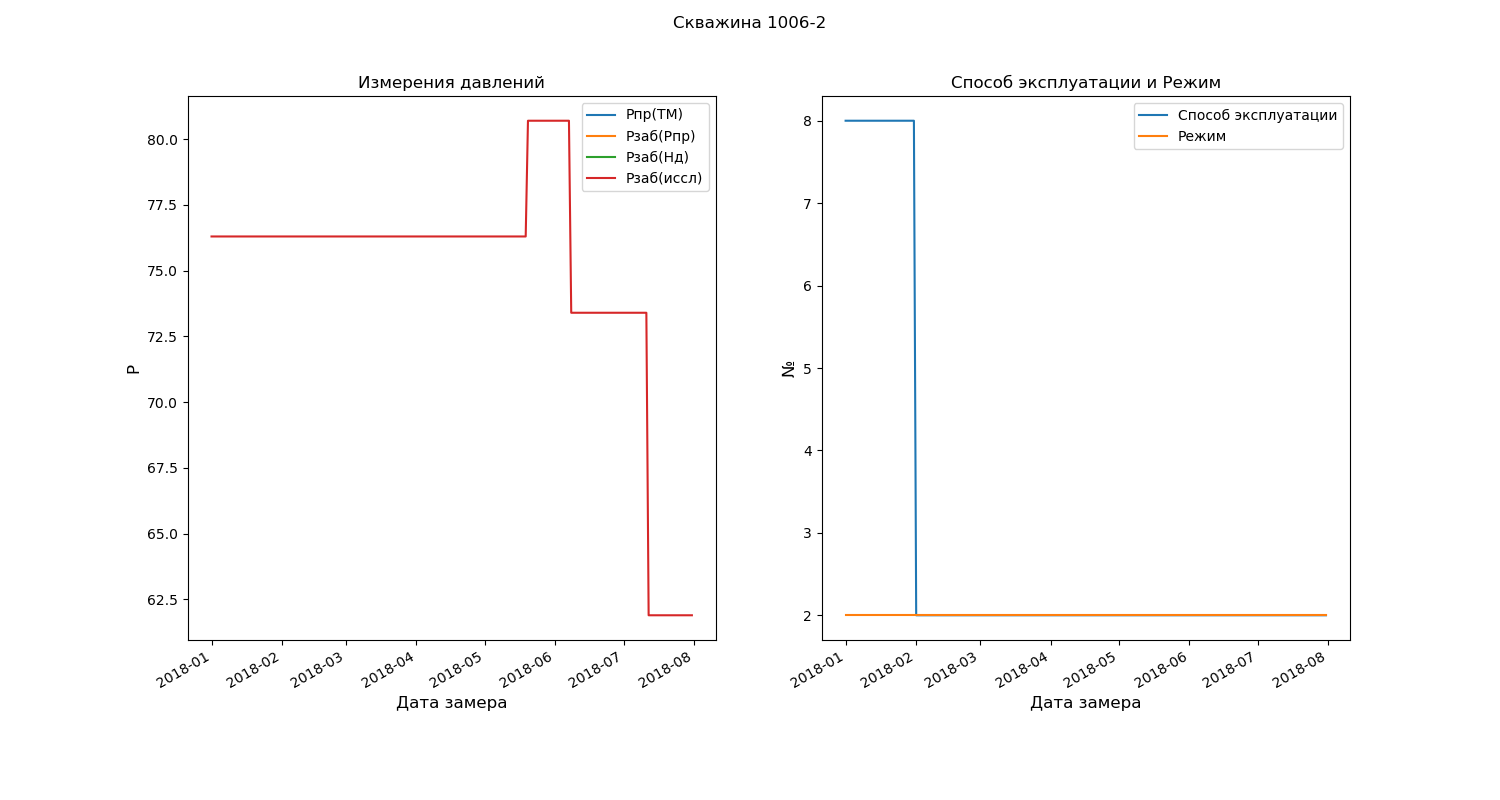 Скважина 1006-2
Измерения давлений
Рпр(ТМ)
Рзаб(Рпр)
Рзаб(Нд)
Рзаб(иссл)
80.0
77.5
75.0
72.5
70.0
67.5
65.0
62.5
P
2018-01
2018-02
2018-03
2018-04
2018-05
2018-06
2018-07
2018-08
Дата замера
Способ эксплуатации и Режим
Способ эксплуатации
Режим
8
7
6
5
4
3
2
№
2018-01
2018-02
2018-03
2018-04
2018-05
2018-06
2018-07
2018-08
Дата замера